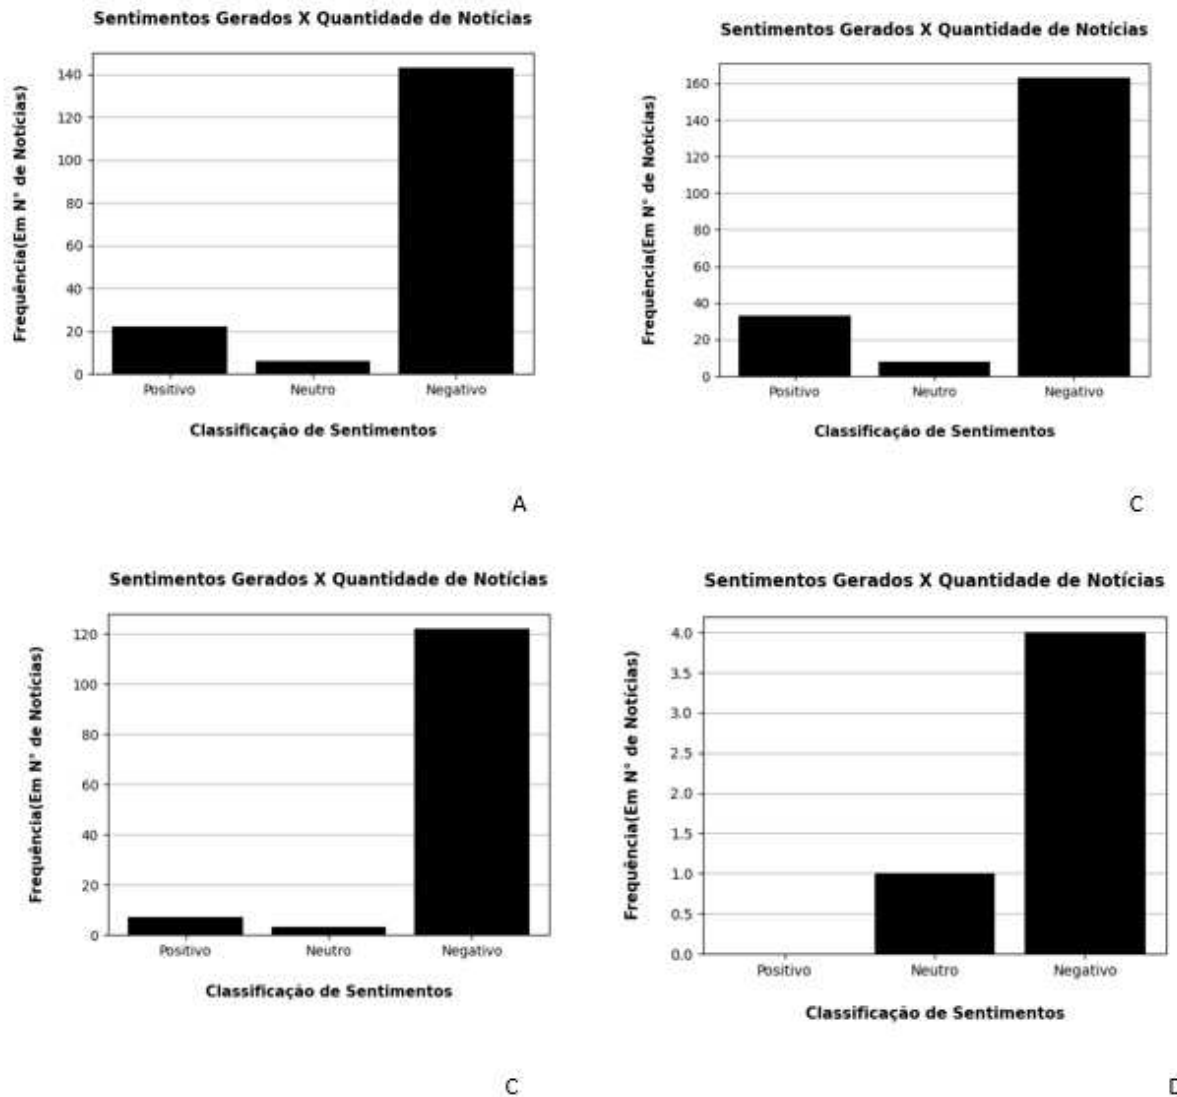 Sentimentos Gerados X Quantidade de Notícias
Frequência(Em N° de Notícias)
140
120
100
80
60
40
20
0
Positivo Neutro Negativo
Classificação de Sentimentos
A
Sentimentos Gerados X Quantidade de Notícias
Frequência(Em N° de Notícias)
160
140
120
100
80
60
40
20
0
Positivo Neutro Negativo
Classificação de Sentimentos
C
Sentimentos Gerados X Quantidade de Notícias
Frequência(Em N° de Notícias)
120
100
80
60
40
20
0
Positivo Neutro Negativo
Classificação de Sentimentos
C
Sentimentos Gerados X Quantidade de Notícias
Frequência(Em N° de Notícias)
4.0
3.5
3.0
2.5
2.0
1.5
1.0
0.5
0.0
Positivo Neutro Negativo
Classificação de Sentimentos
D